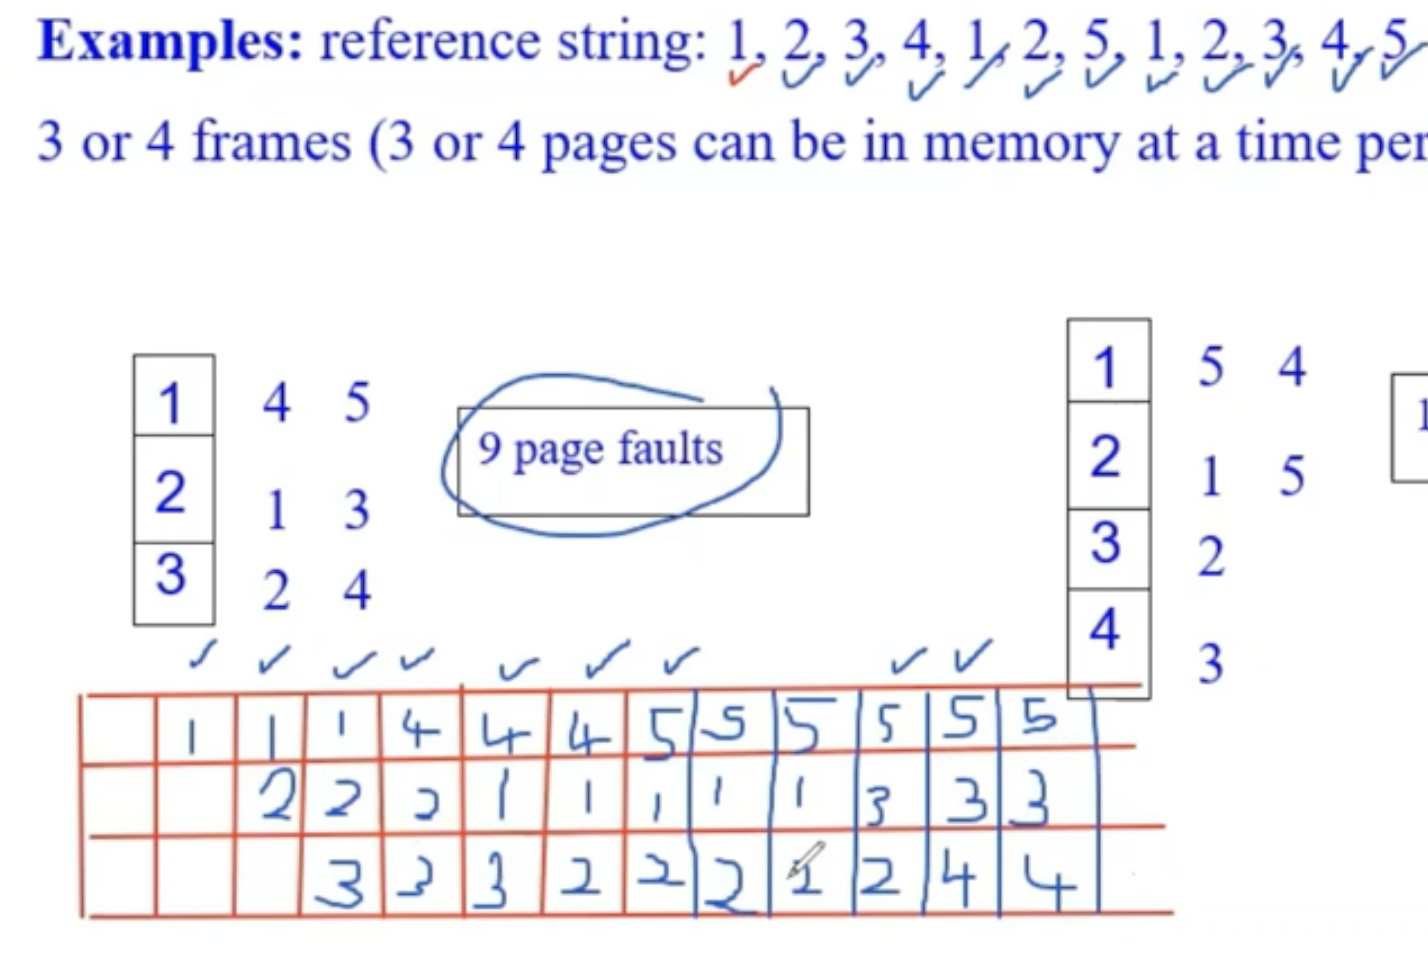 Examples: reference string: 1, 2, 3, 4, 1, 2, 5, 1, 2, 3, 4, 5
3 or 4 frames (3 or 4 pages can be in memory at a time per
1 4 5
2 1 3
3 2 4
9 page faults
1 5 4
2 1 5
3 2
4 3
1
1 1 1 4 4 4 5 5 5 5 5 5
2 2 2 1 1 1 1 1 3 3 3
3 3 3 2 2 2 2 2 4 4